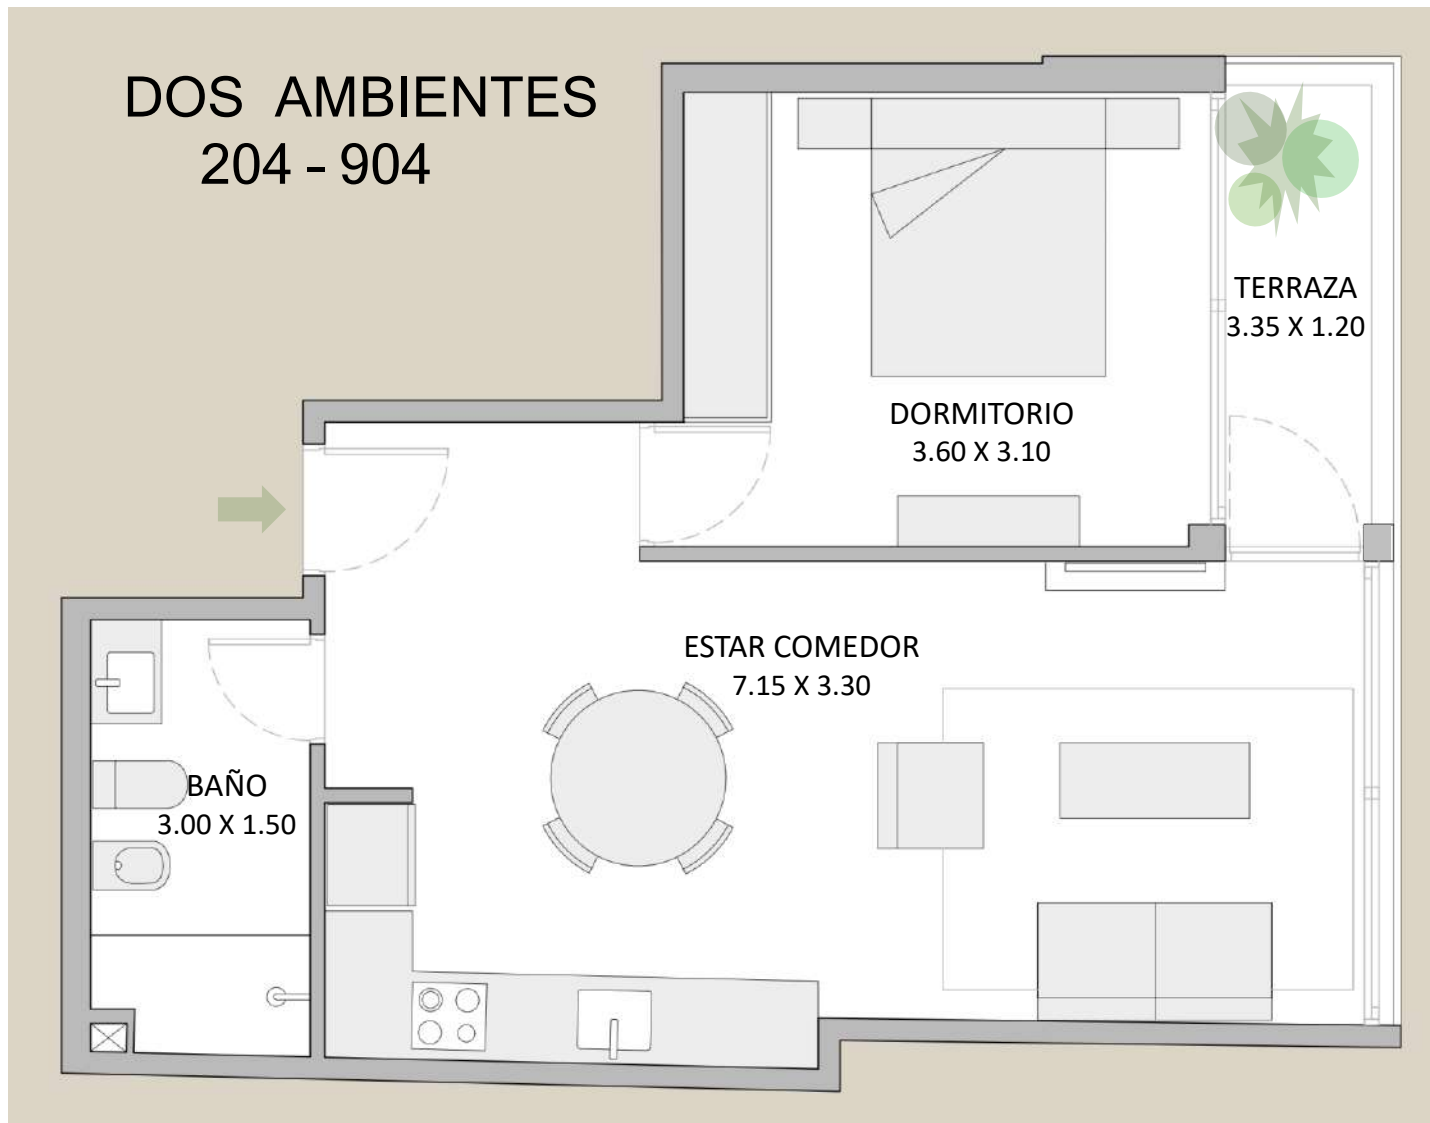 DOS AMBIENTES
204 - 904
TERRAZA
3.35 X 1.20
DORMITORIO
3.60 X 3.10
ESTAR COMEDOR
7.15 X 3.30
BAÑO
3.00 X 1.50